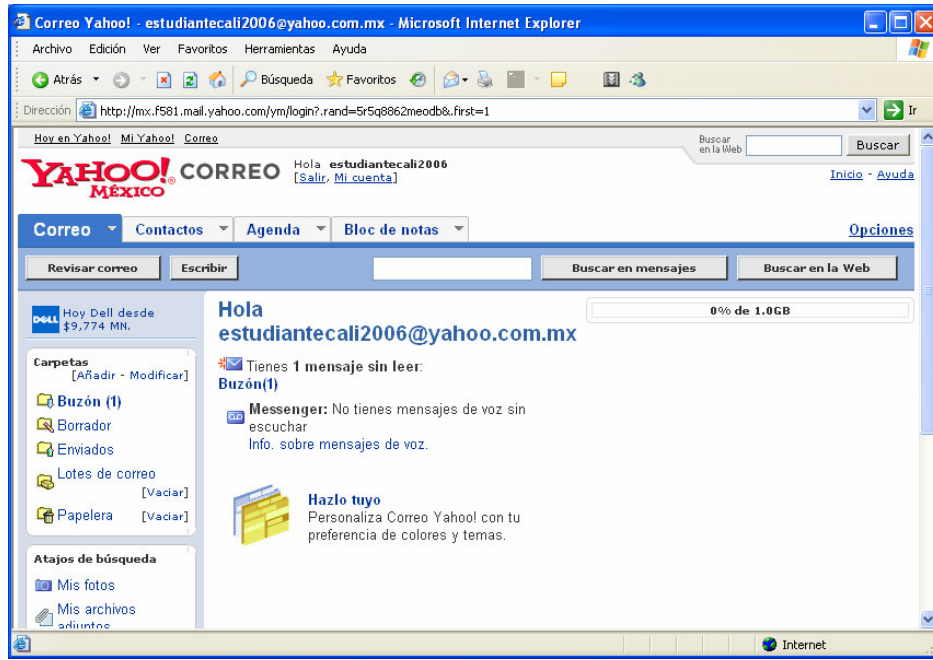 Correo Yahoo! - estudiantecali2006@yahoo.com.mx - Microsoft Internet Explorer
Archivo Edición Ver Favoritos Herramientas Ayuda
Atrás Búsqueda Favoritos
Dirección http://mx.f581.mail.yahoo.com/ym/login?.rand=5r5q8862meodb&.first=1 Ir
Hoy en Yahoo! Mi Yahoo! Correo
Buscar
en la Web
Buscar
YAHOO!® CORREO
MÉXICO
Hola estudiantecali2006
[Salir, Mi cuenta]
Inicio - Ayuda
Correo Contactos Agenda Bloc de notas Opciones
Revisar correo Escribir Buscar en mensajes Buscar en la Web
DELL Hoy Dell desde
$9,774 MN.
Carpetas
[Añadir - Modificar]
Buzón (1)
Borrador
Enviados
Lotes de correo
[Vaciar]
Papelera [Vaciar]
Atajos de búsqueda
Mis fotos
Mis archivos
adjuntos
Hola
estudiantecali2006@yahoo.com.mx
Tienes 1 mensaje sin leer:
Buzón(1)
Messenger: No tienes mensajes de voz sin
escuchar
Info. sobre mensajes de voz.
Hazlo tuyo
Personaliza Correo Yahoo! con tu
preferencia de colores y temas.
0% de 1.0GB
Internet